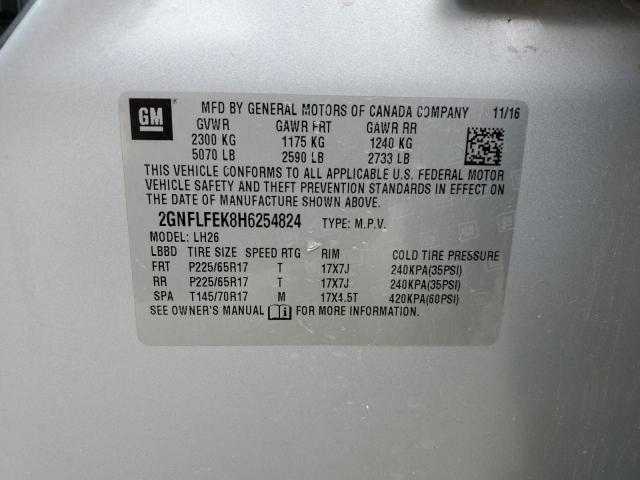 GM
MFD BY GENERAL MOTORS OF CANADA COMPANY 11/16
GVWR GAWR FRT GAWR RR
2300 KG 1175 KG 1240 KG
5070 LB 2590 LB 2733 LB
THIS VEHICLE CONFORMS TO ALL APPLICABLE U.S. FEDERAL MOTOR
VEHICLE SAFETY AND THEFT PREVENTION STANDARDS IN EFFECT ON
THE DATE OF MANUFACTURE SHOWN ABOVE.
2GNFLFEK8H6254824 TYPE: M.P.V.
MODEL: LH26
LBBD TIRE SIZE SPEED RTG RIM COLD TIRE PRESSURE
FRT P225/65R17 T 17X7J 240KPA(35PSI)
RR P225/65R17 T 17X7J 240KPA(35PSI)
SPA T145/70R17 M 17X4.5T 420KPA(60PSI)
SEE OWNER'S MANUAL FOR MORE INFORMATION.